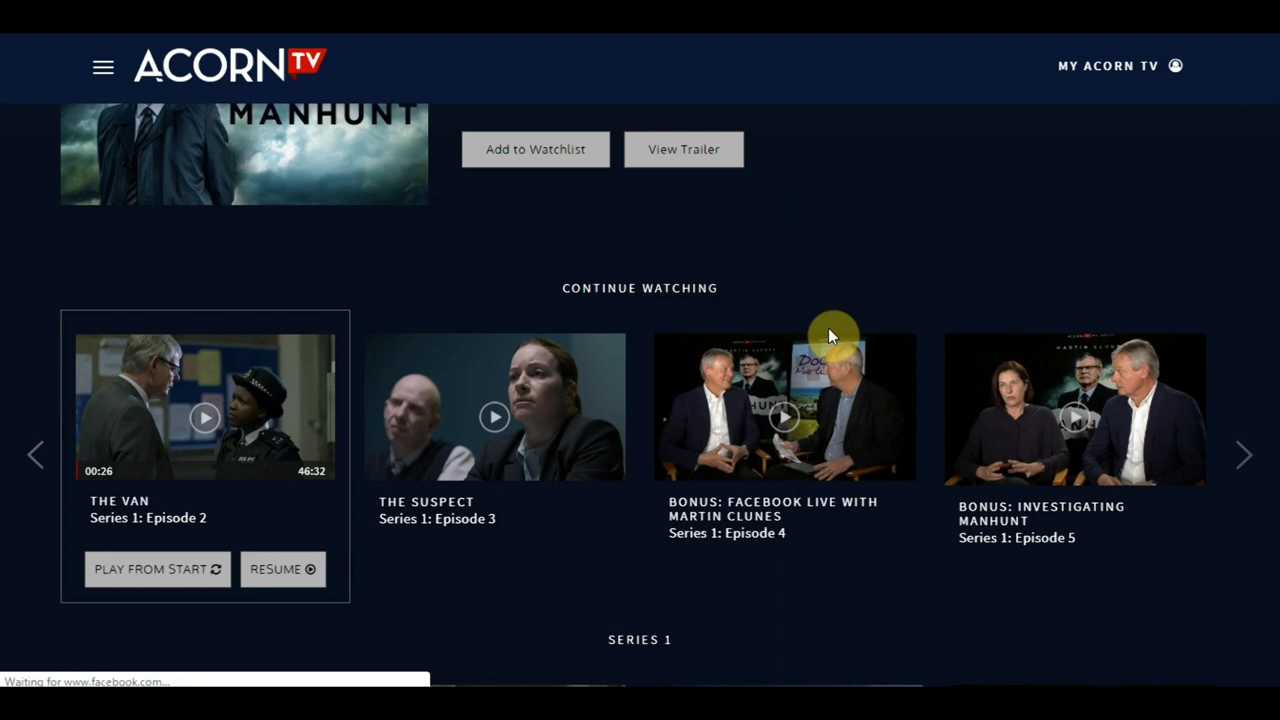 ACORN TV
MY ACORN TV
MANHUNT
Add to Watchlist
View Trailer
CONTINUE WATCHING
00:26
46:32
THE VAN
Series 1: Episode 2
PLAY FROM START
RESUME
THE SUSPECT
Series 1: Episode 3
BONUS: FACEBOOK LIVE WITH
MARTIN CLUNES
Series 1: Episode 4
MARTIN CLUNES
BONUS: INVESTIGATING
MANHUNT
Series 1: Episode 5
SERIES 1
Waiting for www.facebook.com...